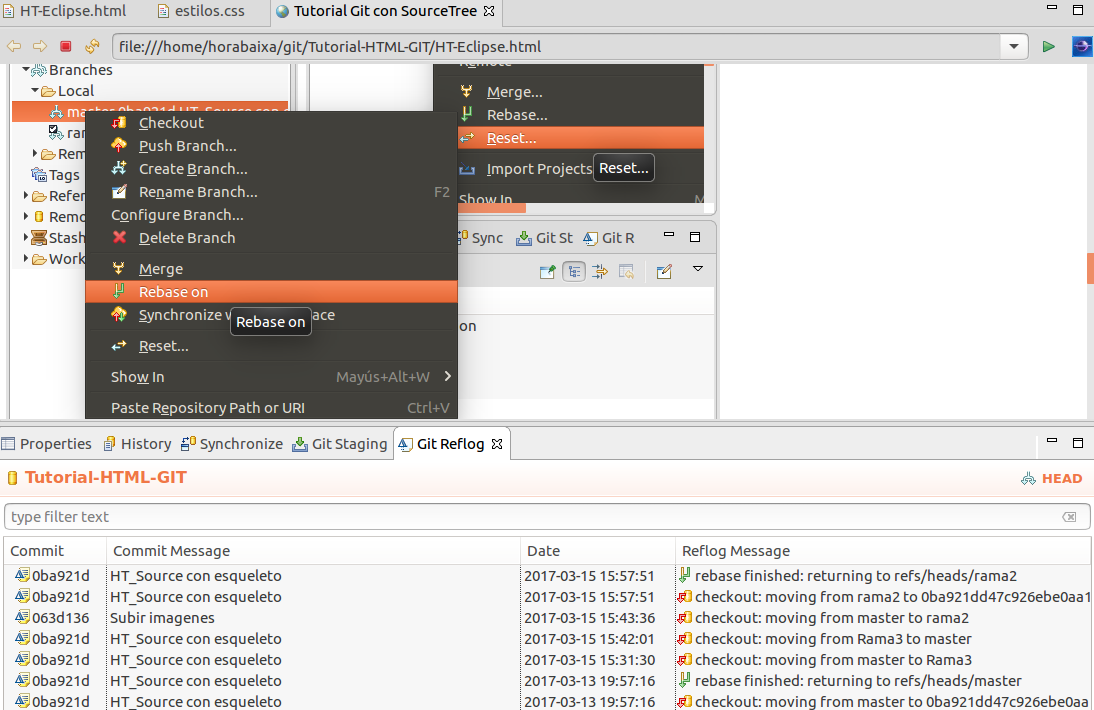 HT-Eclipse.html
estilos.css
Tutorial Git con SourceTree
file:///home/horabaixa/git/Tutorial-HTML-GIT/HT-Eclipse.html
Branches
Local
master 0ba921d HT_Source con e
Tags
Refer
Remo
Stash
Work
Checkout
Push Branch...
Create Branch...
Rename Branch... F2
Configure Branch...
Delete Branch
Merge
Rebase on
Synchronize w ace
Rebase on
Reset...
Show In Mayús+Alt+W
Paste Repository Path or URI Ctrl+V
Remote
Merge...
Rebase...
Reset...
Import Projects
Reset...
Show In M
Sync
Git St
Git R
on
Properties
History
Synchronize
Git Staging
Git Reflog
Tutorial-HTML-GIT
HEAD
type filter text
Commit Commit Message Date Reflog Message
0ba921d HT_Source con esqueleto 2017-03-15 15:57:51 rebase finished: returning to refs/heads/rama2
0ba921d HT_Source con esqueleto 2017-03-15 15:57:51 checkout: moving from rama2 to 0ba921dd47c926ebe0aa1
063d136 Subir imagenes 2017-03-15 15:43:36 checkout: moving from master to rama2
0ba921d HT_Source con esqueleto 2017-03-15 15:42:01 checkout: moving from Rama3 to master
0ba921d HT_Source con esqueleto 2017-03-15 15:31:30 checkout: moving from master to Rama3
0ba921d HT_Source con esqueleto 2017-03-13 19:57:16 rebase finished: returning to refs/heads/master
0ba921d HT_Source con esqueleto 2017-03-13 19:57:16 checkout: moving from master to 0ba921dd47c926ebe0aa